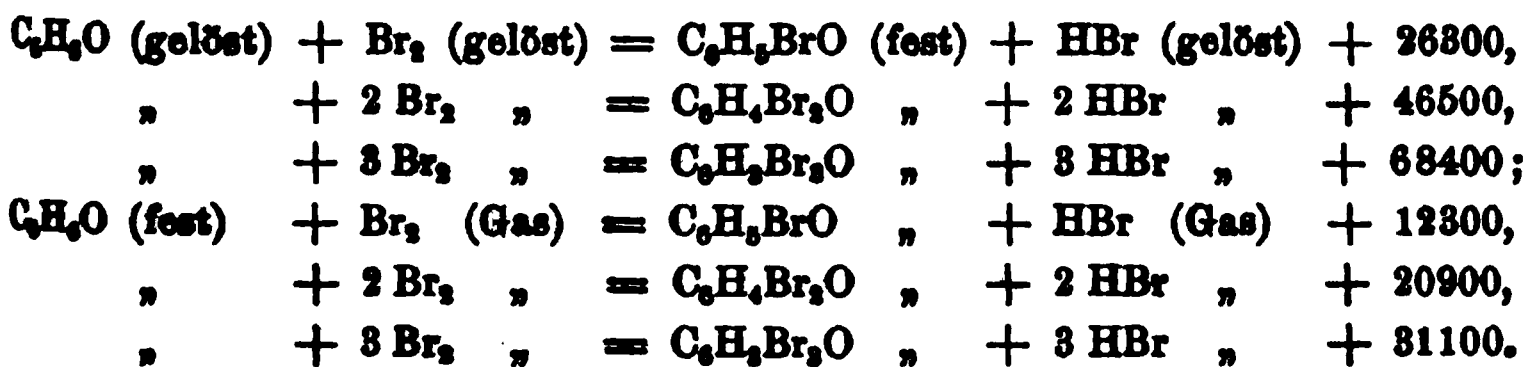 C₆H₆O (gelöst) + Br₂ (gelöst) = C₆H₅BrO (fest) + HBr (gelöst) + 26300,
„ + 2 Br₂ „ = C₆H₄Br₂O „ + 2 HBr „ + 46500,
„ + 3 Br₂ „ = C₆H₃Br₃O „ + 3 HBr „ + 68400;
C₆H₆O (fest) + Br₂ (Gas) = C₆H₅BrO „ + HBr (Gas) + 12300,
„ + 2 Br₂ „ = C₆H₄Br₂O „ + 2 HBr „ + 20900,
„ + 3 Br₂ „ = C₆H₃Br₃O „ + 3 HBr „ + 31100.